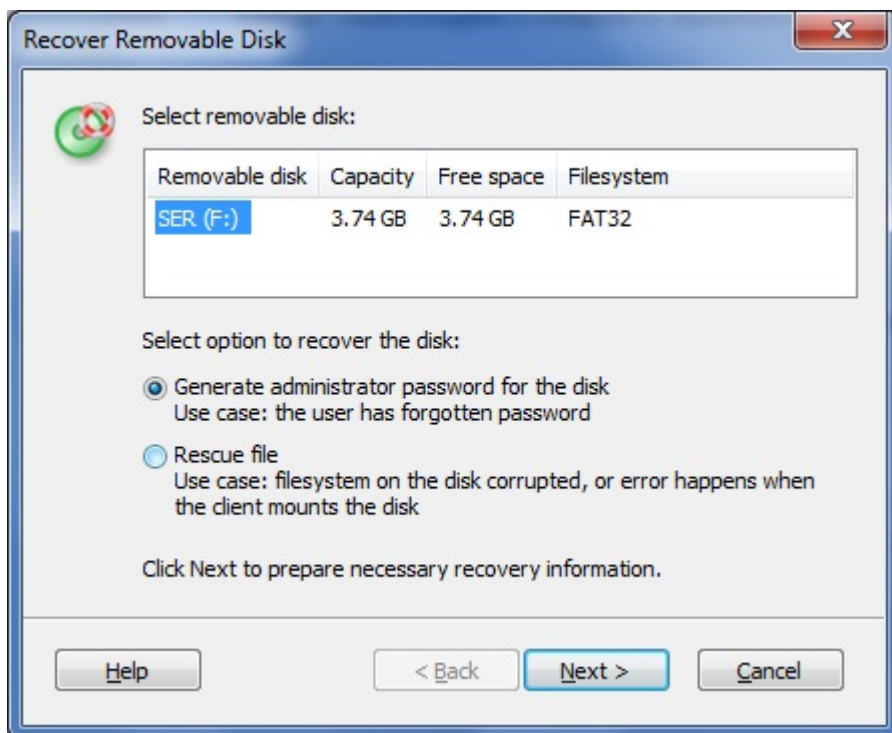 Recover Removable Disk
Select removable disk:
Removable disk Capacity Free space Filesystem
SER (F:) 3.74 GB 3.74 GB FAT32
Select option to recover the disk:
Generate administrator password for the disk
Use case: the user has forgotten password
Rescue file
Use case: filesystem on the disk corrupted, or error happens when
the client mounts the disk
Click Next to prepare necessary recovery information.
Help < Back Next > Cancel